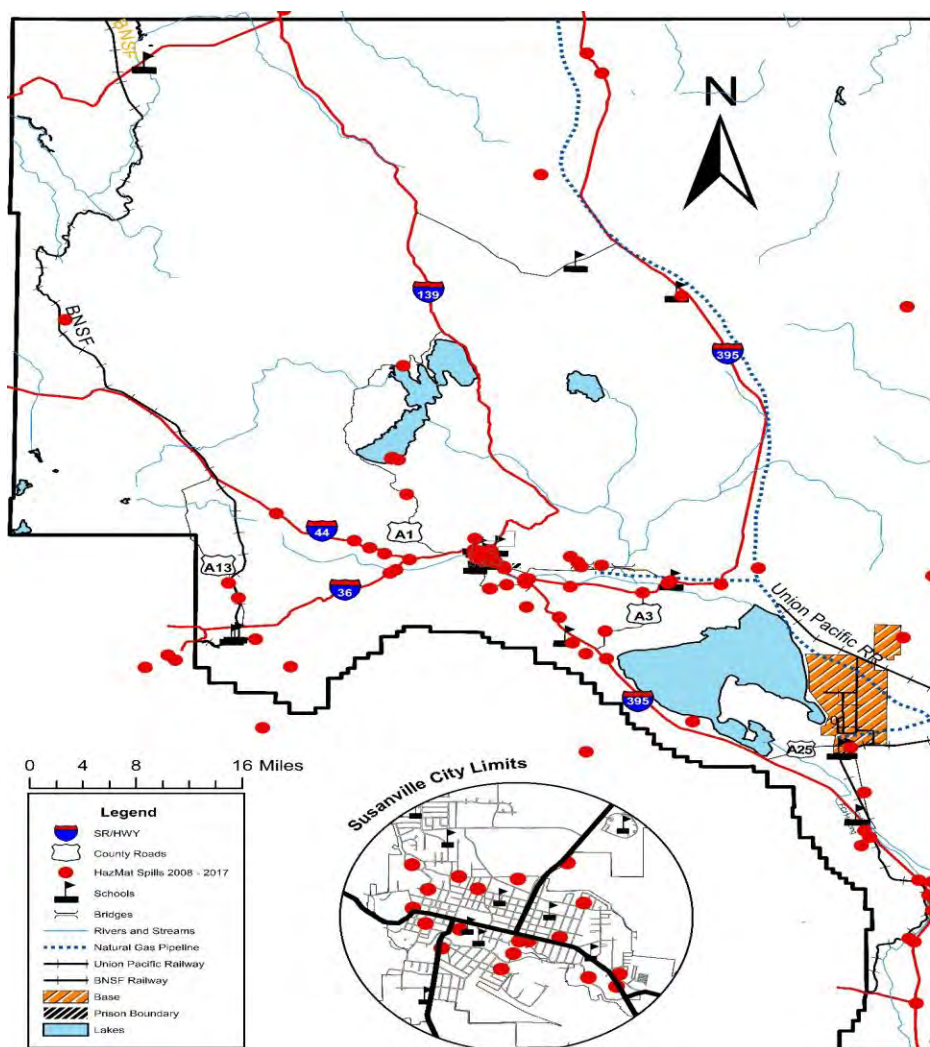 BNSF
BNSF
N
139
BNSF
395
A1
44
A13
36
A3
Union Pacific RR
395
A25
0 4 8 16 Miles
Susanville City Limits
Legend
SR/HWY
County Roads
HazMat Spills 2008 - 2017
Schools
Bridges
Rivers and Streams
Natural Gas Pipeline
Union Pacific Railway
BNSF Railway
Base
Prison Boundary
Lakes